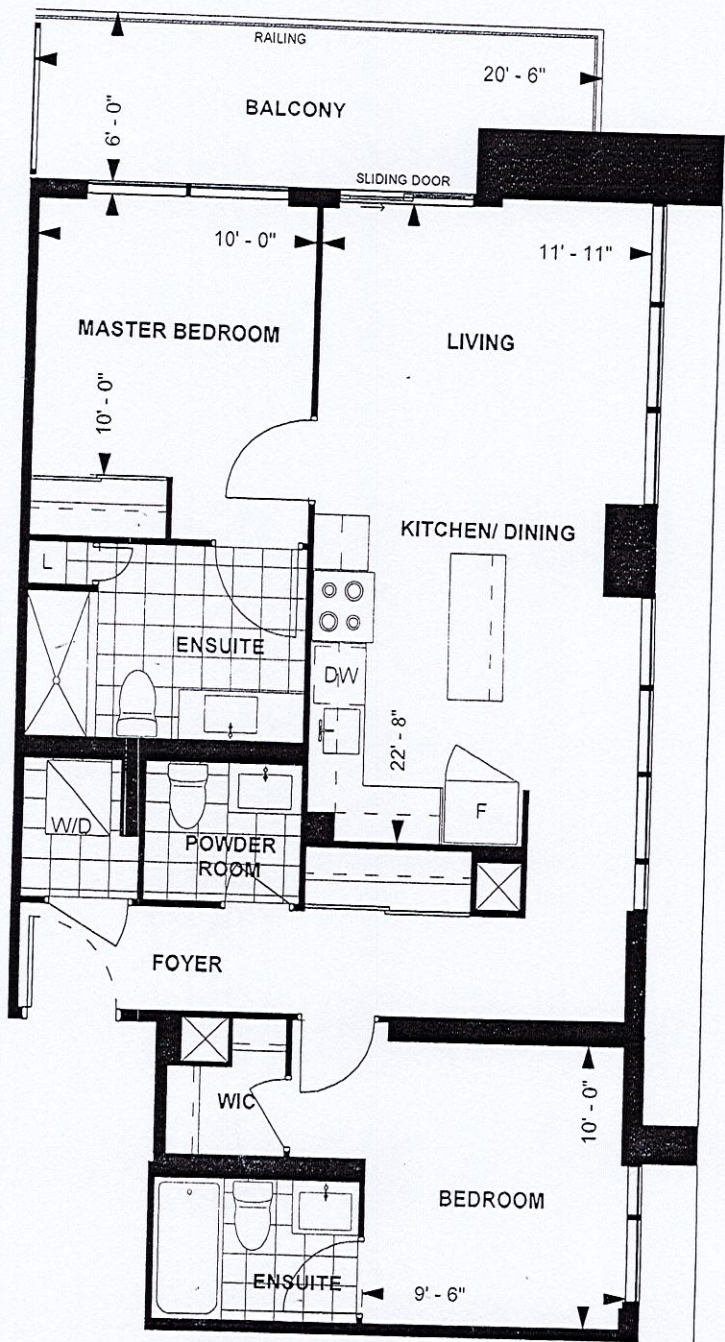 RAILING
20' - 6"
BALCONY
6' - 0"
SLIDING DOOR
10' - 0"
11' - 11"
MASTER BEDROOM
LIVING
10' - 0"
KITCHEN/ DINING
L
ENSUITE
DW
22' - 8"
F
W/D
POWDER
ROOM
FOYER
WIC
10' - 0"
BEDROOM
ENSUITE
9' - 6"